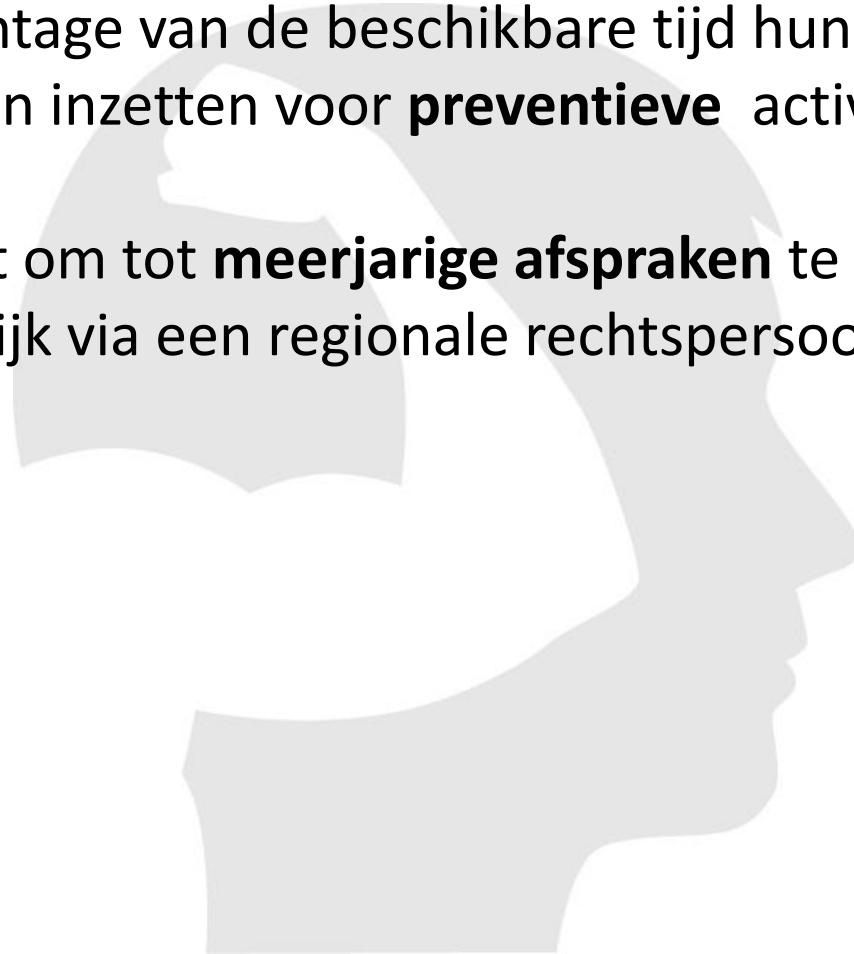 ntage van de beschikbare tijd hun
n inzetten voor preventieve activ
t om tot meerjarige afspraken te
ijk via een regionale rechtspersoo